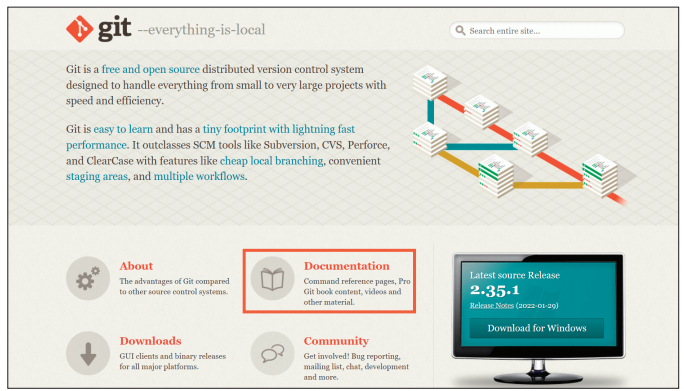 git --everything-is-local
Search entire site...
Git is a free and open source distributed version control system
designed to handle everything from small to very large projects with
speed and efficiency.
Git is easy to learn and has a tiny footprint with lightning fast
performance. It outclasses SCM tools like Subversion, CVS, Perforce,
and ClearCase with features like cheap local branching, convenient
staging areas, and multiple workflows.
About
The advantages of Git compared
to other source control systems.
Documentation
Command reference pages, Pro
Git book content, videos and
other material.
Downloads
GUI clients and binary releases
for all major platforms.
Community
Get involved! Bug reporting,
mailing list, chat, development
and more.
Latest source Release
2.35.1
Release Notes (2022-01-29)
Download for Windows